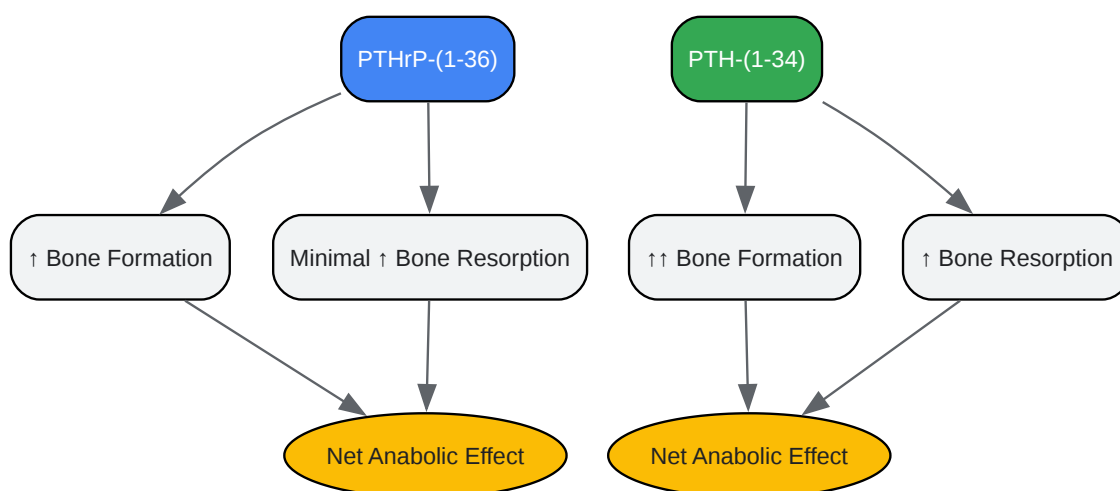 PTHrP-(1-36)
PTH-(1-34)
↑ Bone Formation
Minimal ↑ Bone Resorption
↑↑ Bone Formation
↑ Bone Resorption
Net Anabolic Effect
Net Anabolic Effect